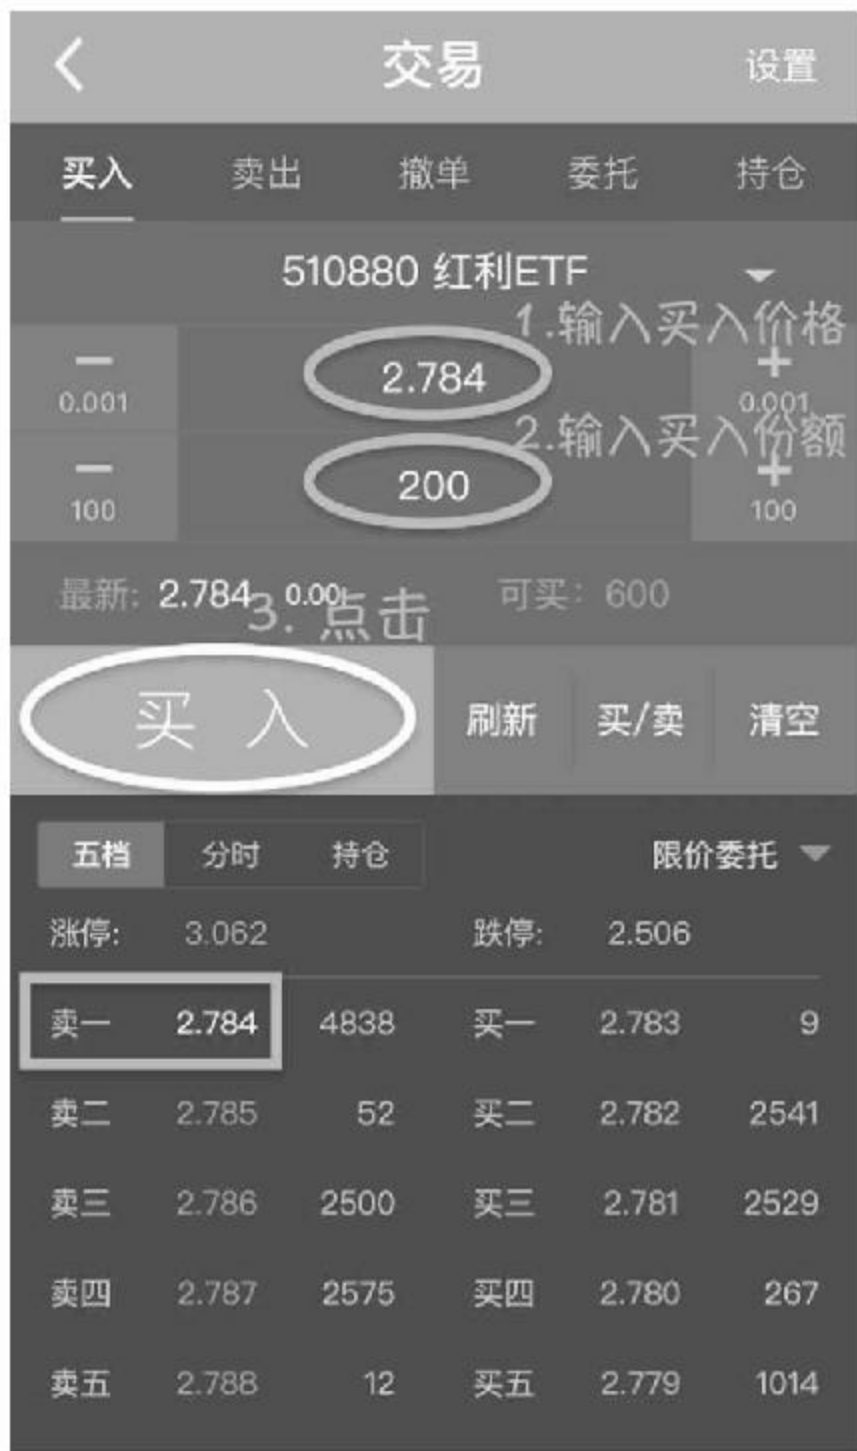 交易 设置
买入 卖出 撤单 委托 持仓
510880 红利ETF
1.输入买入价格
— 2.784 +
0.001 0.001
2.输入买入份额
— 200 +
100 100
最新: 2.784 0.00 可买: 600
3. 点击
买 入 刷新 买/卖 清空
五档 分时 持仓 限价委托
涨停: 3.062 跌停: 2.506
卖一 2.784 4838 买一 2.783 9
卖二 2.785 52 买二 2.782 2541
卖三 2.786 2500 买三 2.781 2529
卖四 2.787 2575 买四 2.780 267
卖五 2.788 12 买五 2.779 1014